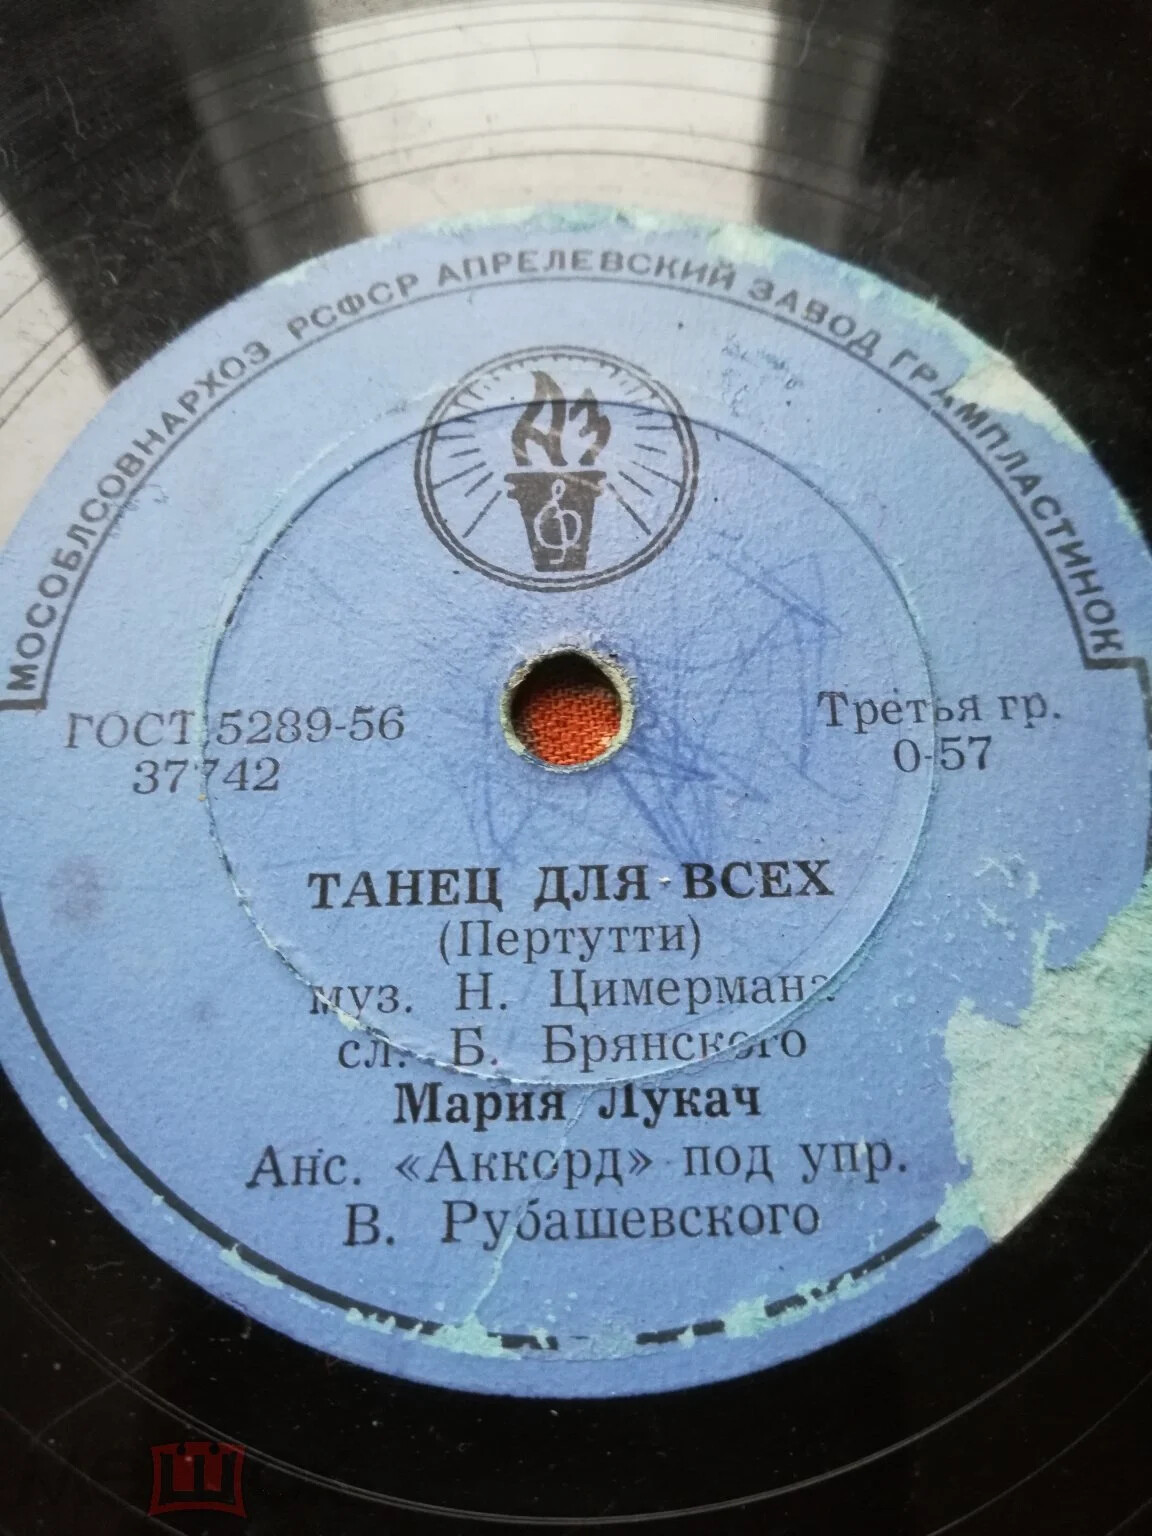 МОСОБЛСОВНАРХОЗ РСФСР АПРЕЛЕВСКИЙ ЗАВОД ГРАМПЛАСТИНОК
АЗ
ГОСТ 5289-56
37742
Третья гр.
0-57
ТАНЕЦ ДЛЯ ВСЕХ
(Пертутти)
муз. Н. Цимермана
сл. Б. Брянского
Мария Лукач
Анс. «Аккорд» под упр.
В. Рубашевского